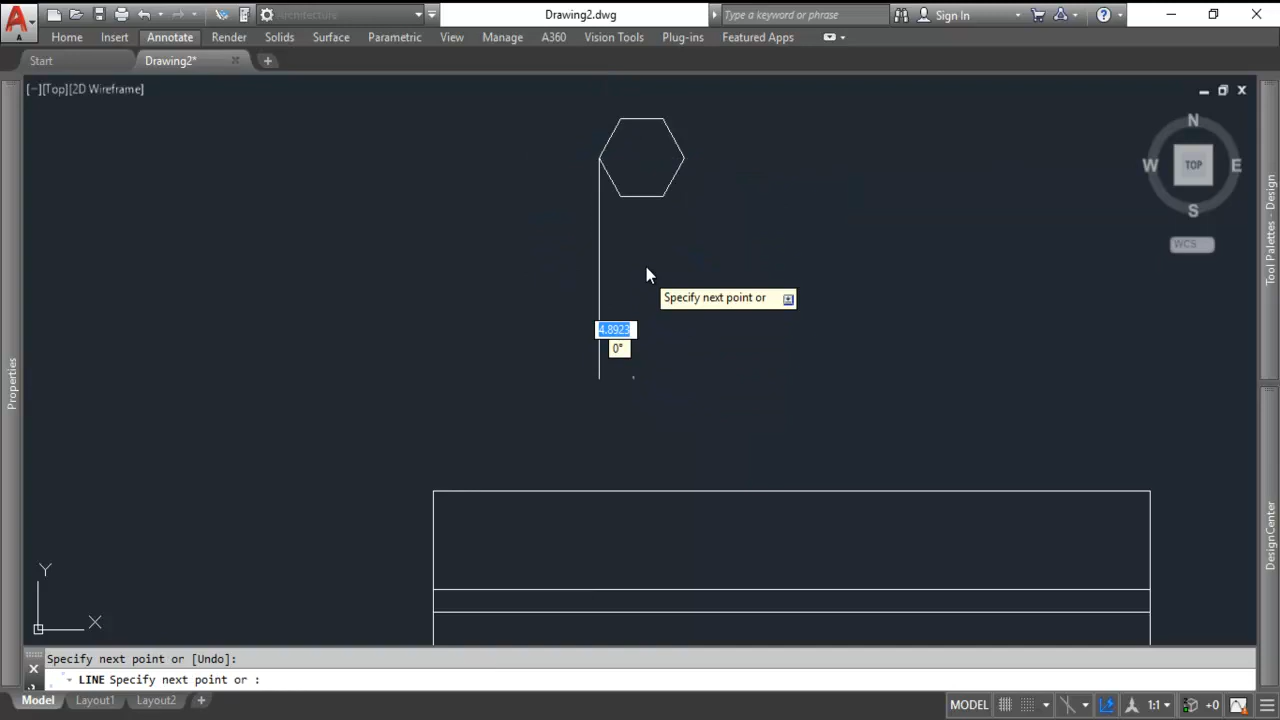 A
A
Architecture
Drawing2.dwg
Type a keyword or phrase
Sign In
?
Home
Insert
Annotate
Render
Solids
Surface
Parametric
View
Manage
A360
Vision Tools
Plug-ins
Featured Apps
Start
Drawing2*
[−][Top][2D Wireframe]
N
W
TOP
E
S
WCS
Tool Palettes - Design
DesignCenter
Properties
Specify next point or
4.8923
0°
Y
X
Specify next point or [Undo]:
LINE Specify next point or :
Model
Layout1
Layout2
MODEL
1:1
+0